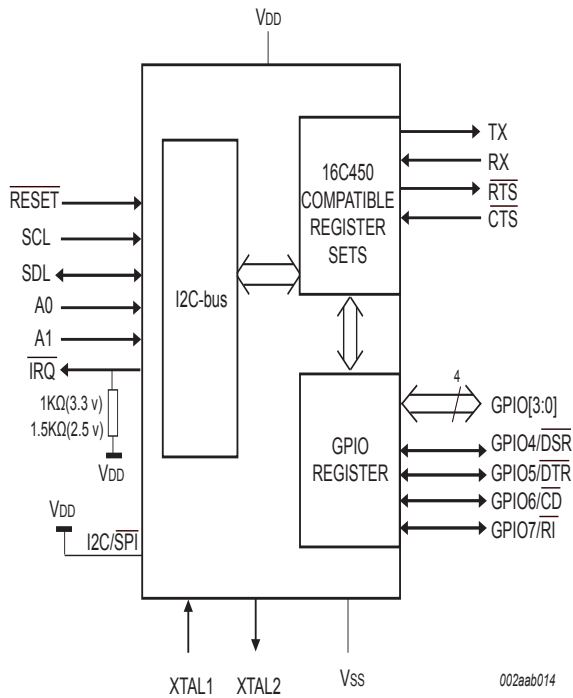 VDD
16C450
COMPATIBLE
REGISTER
SETS
TX
RX
RTS
CTS
RESET
SCL
SDL
A0
A1
IRQ
I2C-bus
1KΩ(3.3 v)
1.5KΩ(2.5 v)
VDD
VDD
I2C/SPI
GPIO
REGISTER
4
GPIO[3:0]
GPIO4/DSR
GPIO5/DTR
GPIO6/CD
GPIO7/RI
XTAL1
XTAL2
VSS
002aab014